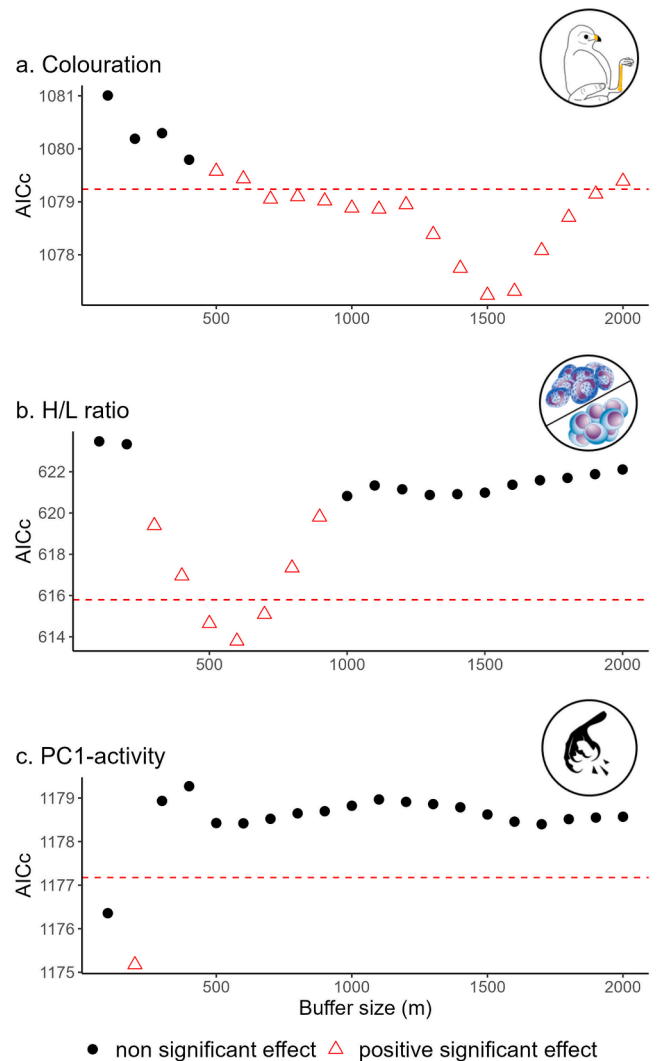 a. Colouration
1081
1080
1079
1078
AICc
500 1000 1500 2000
b. H/L ratio
622
620
618
616
614
AICc
500 1000 1500 2000
c. PC1-activity
1179
1178
1177
1176
1175
AICc
500 1000 1500 2000
Buffer size (m)
non significant effect positive significant effect